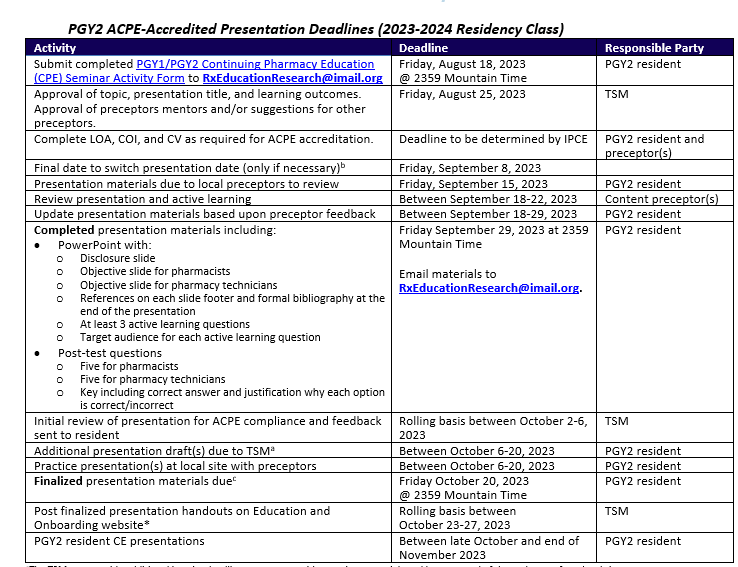 PGY2 ACPE-Accredited Presentation Deadlines (2023-2024 Residency Class)
Activity Deadline Responsible Party
Submit completed PGY1/PGY2 Continuing Pharmacy Education Friday, August 18, 2023 PGY2 resident
(CPE) Seminar Activity Form to RxEducationResearch@imail.org @ 2359 Mountain Time
Approval of topic, presentation title, and learning outcomes. Friday, August 25, 2023 TSM
Approval of preceptors mentors and/or suggestions for other
preceptors.
Complete LOA, COI, and CV as required for ACPE accreditation. Deadline to be determined by IPCE PGY2 resident and
preceptor(s)
Final date to switch presentation date (only if necessary)b Friday, September 8, 2023
Presentation materials due to local preceptors to review Friday, September 15, 2023 PGY2 resident
Review presentation and active learning Between September 18-22, 2023 Content preceptor(s)
Update presentation materials based upon preceptor feedback Between September 18-29, 2023 PGY2 resident
Completed presentation materials including: Friday September 29, 2023 at 2359 PGY2 resident
• PowerPoint with: Mountain Time
o Disclosure slide
o Objective slide for pharmacists Email materials to
o Objective slide for pharmacy technicians RxEducationResearch@imail.org.
o References on each slide footer and formal bibliography at the
end of the presentation
o At least 3 active learning questions
o Target audience for each active learning question
• Post-test questions
o Five for pharmacists
o Five for pharmacy technicians
o Key including correct answer and justification why each option
is correct/incorrect
Initial review of presentation for ACPE compliance and feedback Rolling basis between October 2-6, TSM
sent to resident 2023
Additional presentation draft(s) due to TSMa Between October 6-20, 2023 PGY2 resident
Practice presentation(s) at local site with preceptors Between October 6-20, 2023 PGY2 resident
Finalized presentation materials duec Friday October 20, 2023 PGY2 resident
@ 2359 Mountain Time
Post finalized presentation handouts on Education and Rolling basis between TSM
Onboarding website* October 23-27, 2023
PGY2 resident CE presentations Between late October and end of PGY2 resident
November 2023